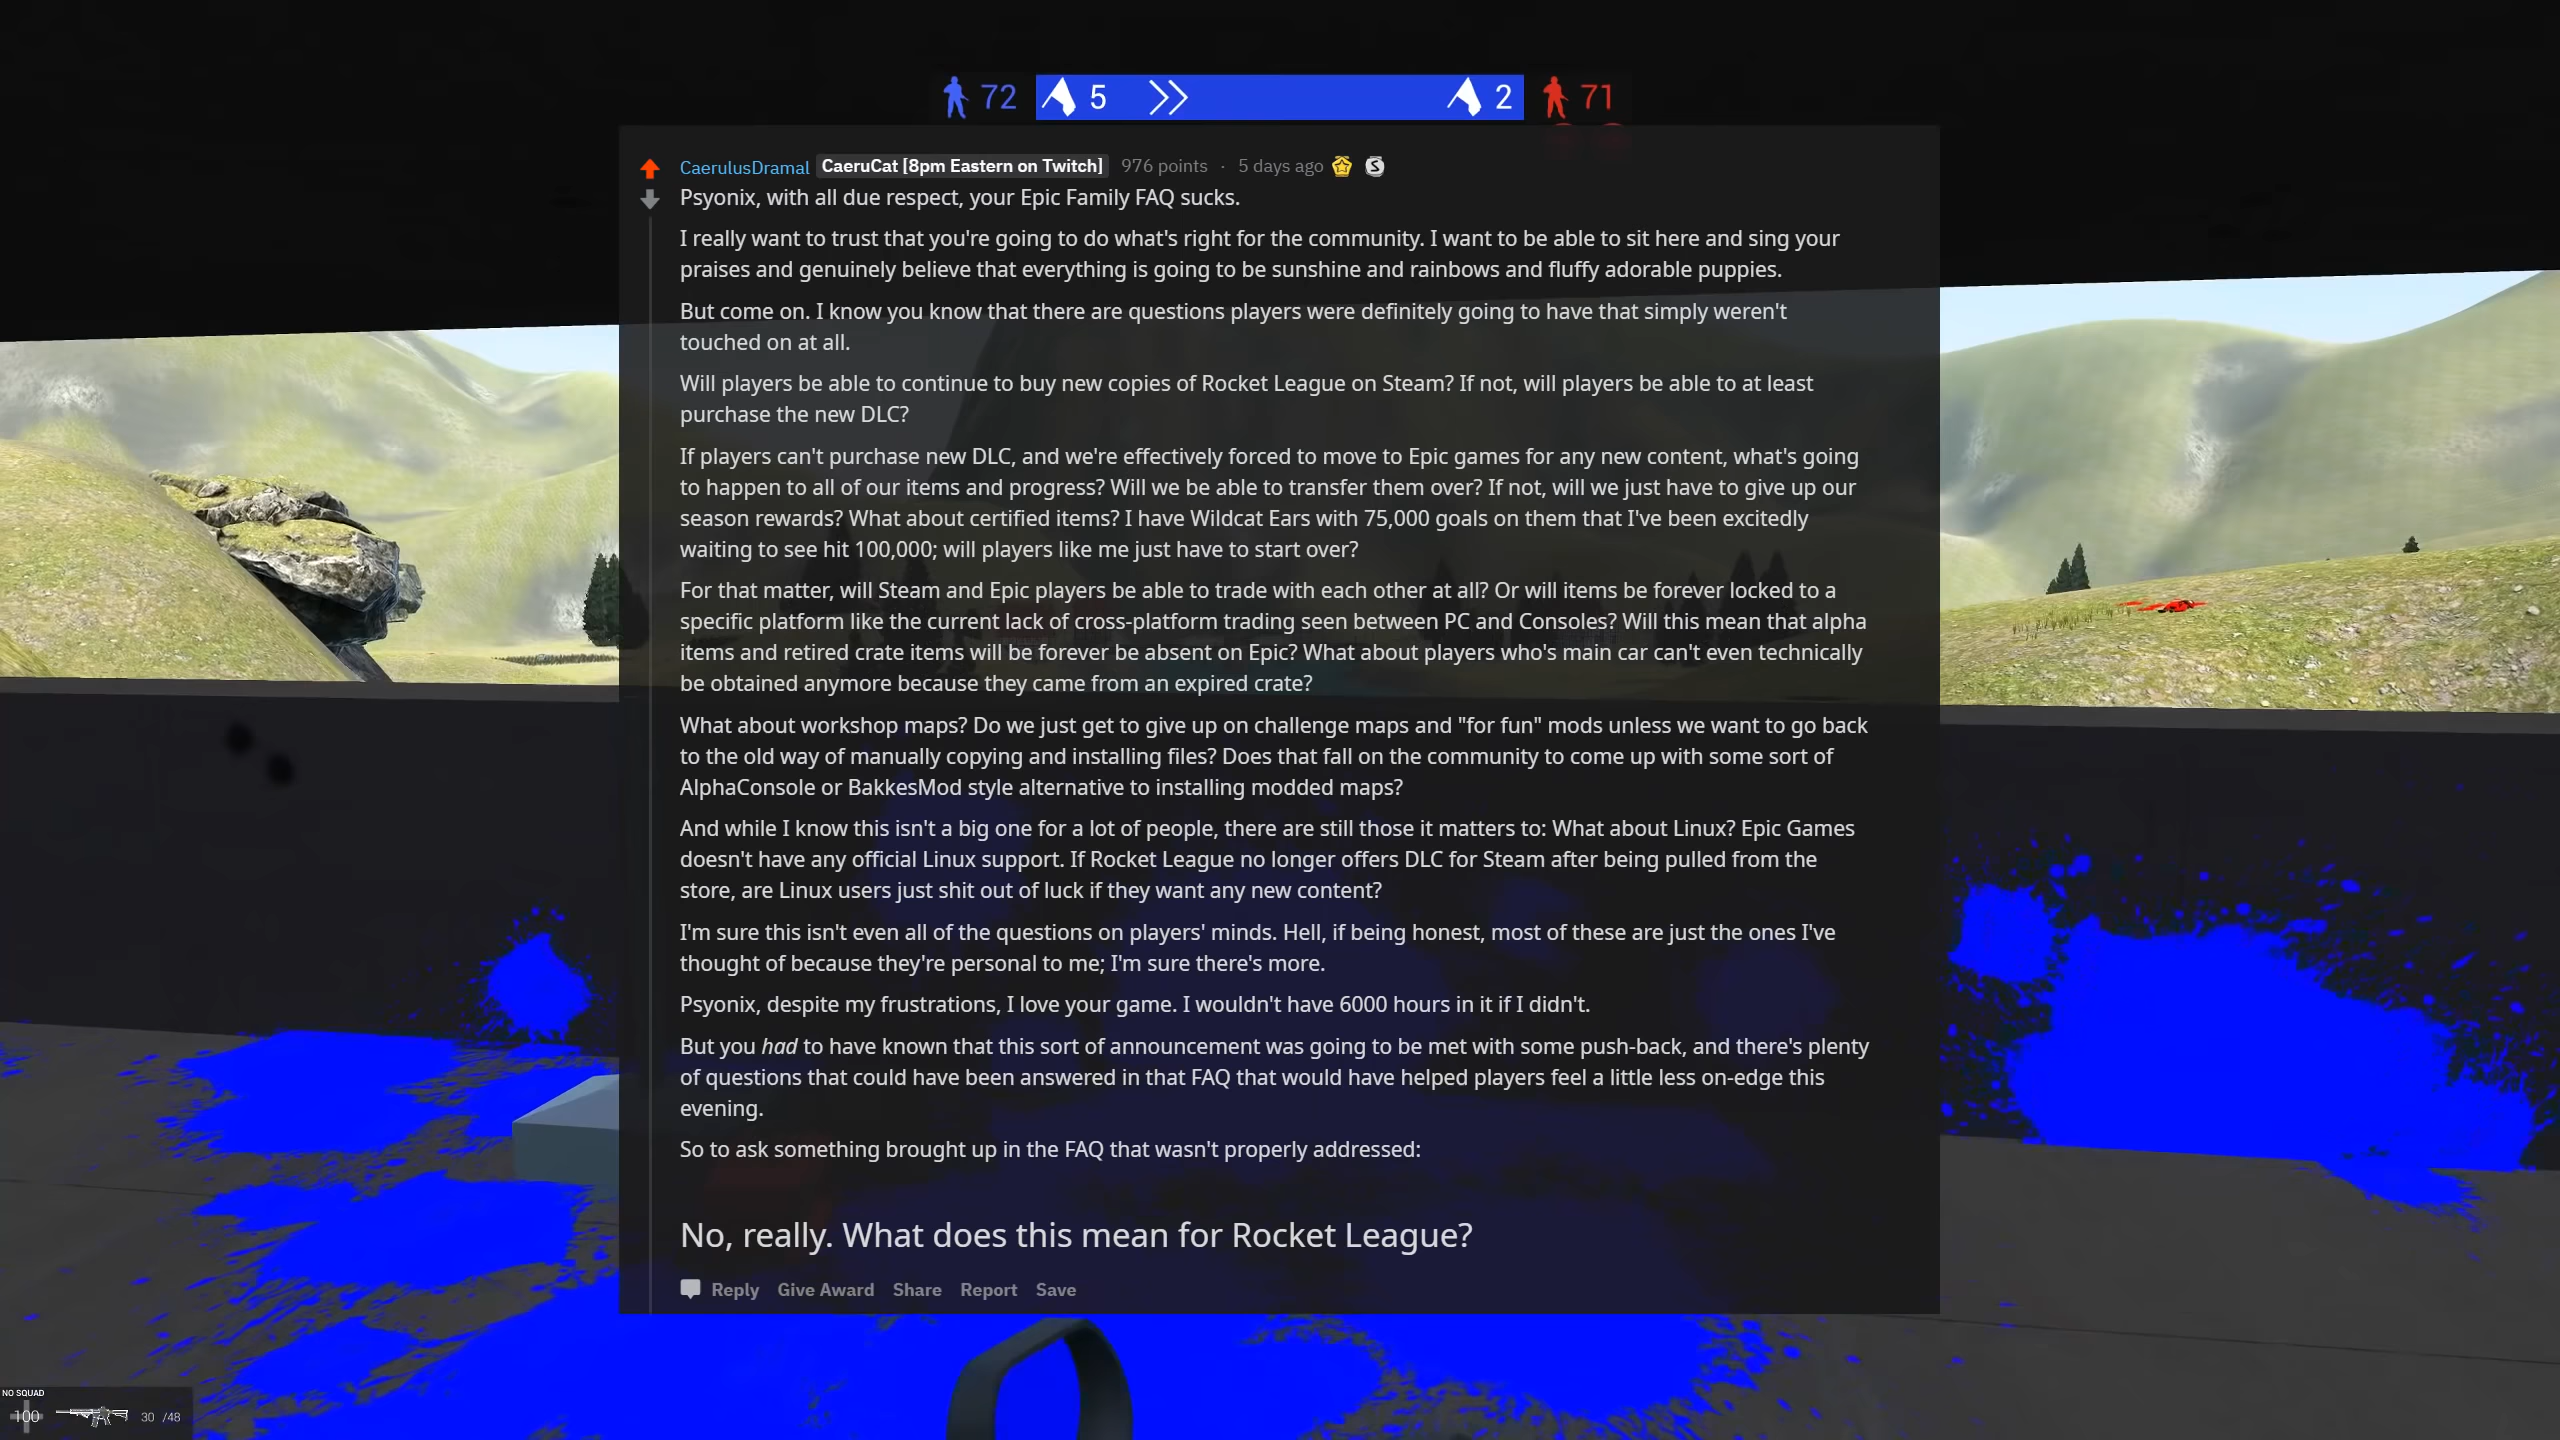 72 5 2 71
CaerulusDramal CaeruCat [8pm Eastern on Twitch] 976 points · 5 days ago
Psyonix, with all due respect, your Epic Family FAQ sucks.
I really want to trust that you're going to do what's right for the community. I want to be able to sit here and sing your
praises and genuinely believe that everything is going to be sunshine and rainbows and fluffy adorable puppies.
But come on. I know you know that there are questions players were definitely going to have that simply weren't
touched on at all.
Will players be able to continue to buy new copies of Rocket League on Steam? If not, will players be able to at least
purchase the new DLC?
If players can't purchase new DLC, and we're effectively forced to move to Epic games for any new content, what's going
to happen to all of our items and progress? Will we be able to transfer them over? If not, will we just have to give up our
season rewards? What about certified items? I have Wildcat Ears with 75,000 goals on them that I've been excitedly
waiting to see hit 100,000; will players like me just have to start over?
For that matter, will Steam and Epic players be able to trade with each other at all? Or will items be forever locked to a
specific platform like the current lack of cross-platform trading seen between PC and Consoles? Will this mean that alpha
items and retired crate items will be forever be absent on Epic? What about players who's main car can't even technically
be obtained anymore because they came from an expired crate?
What about workshop maps? Do we just get to give up on challenge maps and "for fun" mods unless we want to go back
to the old way of manually copying and installing files? Does that fall on the community to come up with some sort of
AlphaConsole or BakkesMod style alternative to installing modded maps?
And while I know this isn't a big one for a lot of people, there are still those it matters to: What about Linux? Epic Games
doesn't have any official Linux support. If Rocket League no longer offers DLC for Steam after being pulled from the
store, are Linux users just shit out of luck if they want any new content?
I'm sure this isn't even all of the questions on players' minds. Hell, if being honest, most of these are just the ones I've
thought of because they're personal to me; I'm sure there's more.
Psyonix, despite my frustrations, I love your game. I wouldn't have 6000 hours in it if I didn't.
But you had to have known that this sort of announcement was going to be met with some push-back, and there's plenty
of questions that could have been answered in that FAQ that would have helped players feel a little less on-edge this
evening.
So to ask something brought up in the FAQ that wasn't properly addressed:
No, really. What does this mean for Rocket League?
Reply Give Award Share Report Save
NO SQUAD
100 30 /48